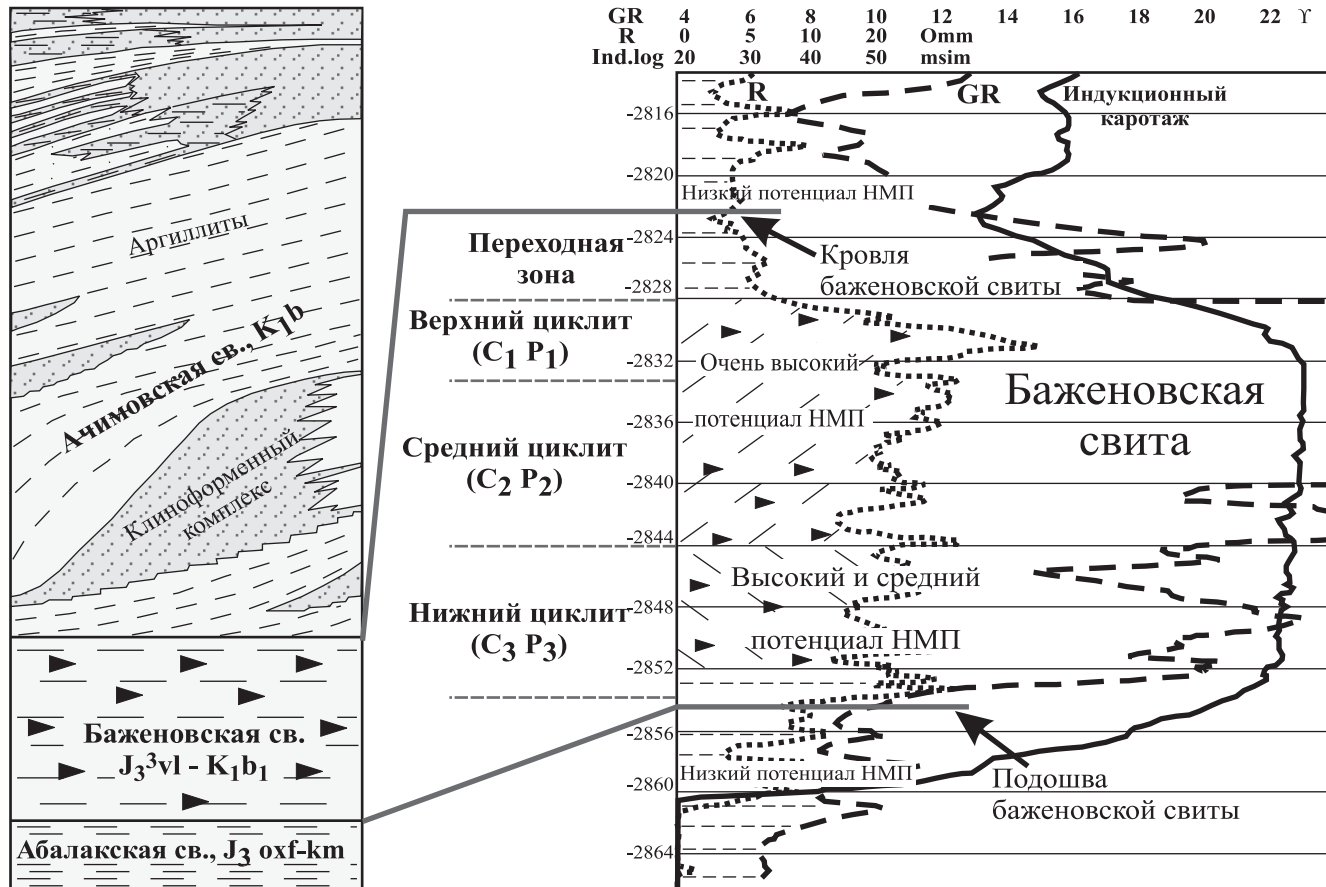 GR 4 6 8 10 12 14 16 18 20 22 ϒ
R 0 5 10 20 Omm
Ind.log 20 30 40 50 msim
R
GR
Индукционный
каротаж
-2816
-2820
Низкий потенциал НМП
-2824
Кровля
баженовской свиты
-2828
-2832
Очень высокий
потенциал НМП
Баженовская
свита
-2836
-2840
-2844
Высокий и средний
-2848
потенциал НМП
-2852
-2856
Низкий потенциал НМП
Подошва
баженовской свиты
-2860
-2864
Переходная
зона
Верхний циклит
(C1 P1)
Средний циклит
(C2 P2)
Нижний циклит
(C3 P3)
Аргиллиты
Ачимовская св., K1b
Клиноформенный
комплекс
Баженовская св.
J3³vl - K1b1
Абалакская св., J3 oxf-km